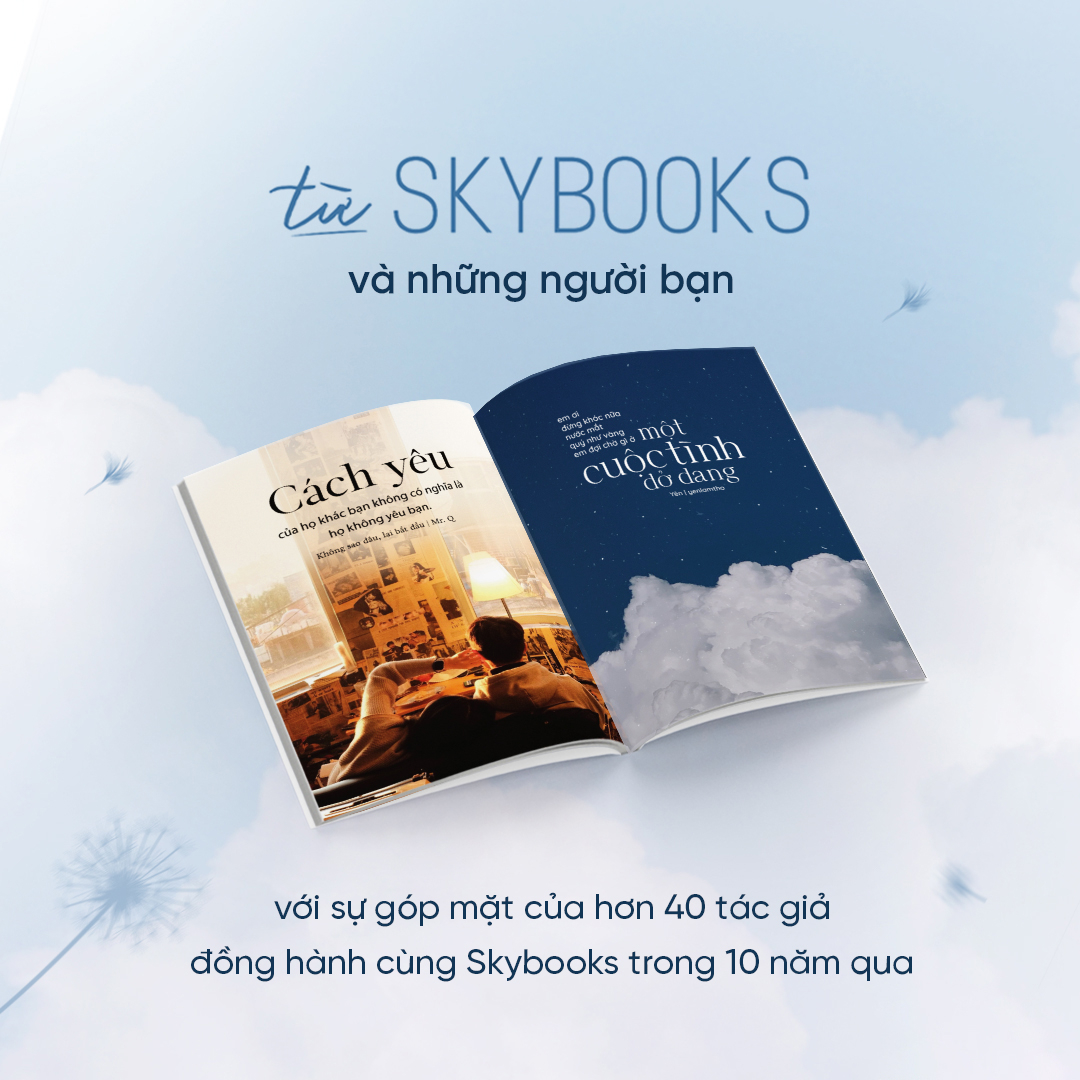 từ SKYBOOKS
và những người bạn
Cách yêu
của họ khác bạn không có nghĩa là
họ không yêu bạn.
Không sao đâu, lại bắt đầu | Mr. Q
em ơi
đừng khóc nữa
nước mắt
quý như vàng
em đợi chờ gì ở
một
cuộc tình
dở dang
Yên | yenlamtho
với sự góp mặt của hơn 40 tác giả
đồng hành cùng Skybooks trong 10 năm qua